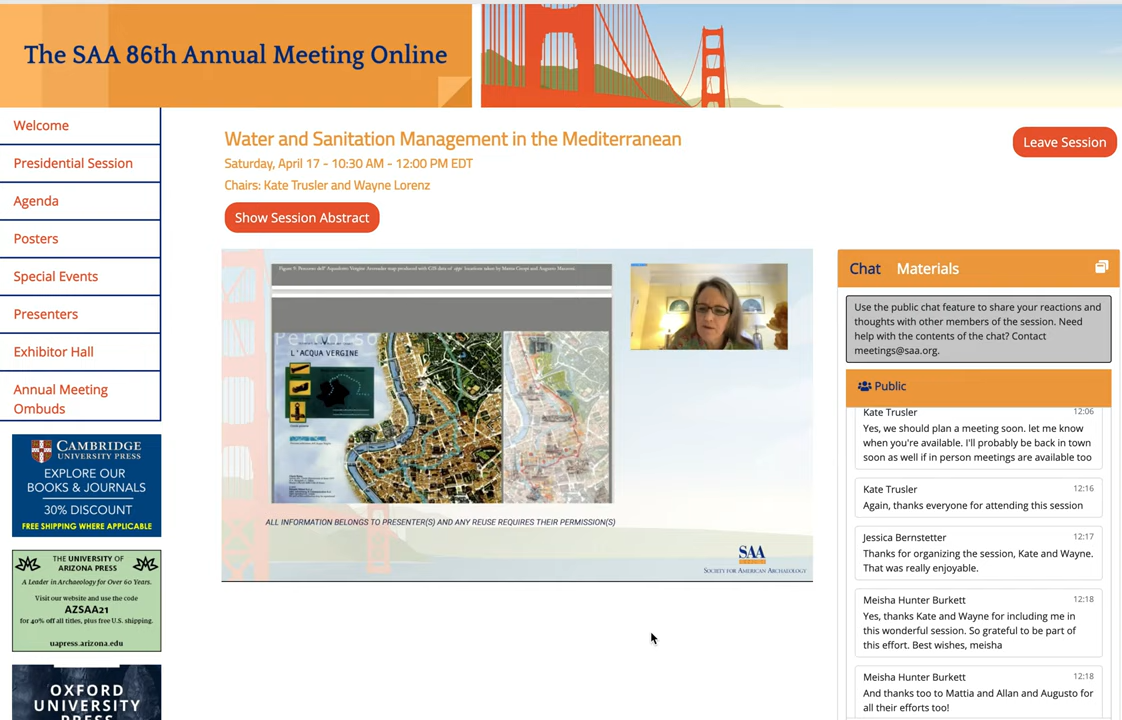 The SAA 86th Annual Meeting Online
Welcome
Presidential Session
Agenda
Posters
Special Events
Presenters
Exhibitor Hall
Annual Meeting
Ombuds
CAMBRIDGE
UNIVERSITY PRESS
EXPLORE OUR
BOOKS & JOURNALS
30% DISCOUNT
FREE SHIPPING WHERE APPLICABLE
THE UNIVERSITY OF
ARIZONA PRESS
A Leader in Archaeology for Over 60 Years.
Visit our website and use the code
AZSAA21
for 40% off all titles, plus free U.S. shipping.
uapress.arizona.edu
OXFORD
UNIVERSITY
PRESS
Water and Sanitation Management in the Mediterranean
Saturday, April 17 - 10:30 AM - 12:00 PM EDT
Chairs: Kate Trusler and Wayne Lorenz
Show Session Abstract
Leave Session
Percorso
L'ACQUA VERGINE
ALL INFORMATION BELONGS TO PRESENTER(S) AND ANY REUSE REQUIRES THEIR PERMISSION(S)
SAA
SOCIETY FOR AMERICAN ARCHAEOLOGY
Chat Materials
Use the public chat feature to share your reactions and
thoughts with other members of the session. Need
help with the contents of the chat? Contact
meetings@saa.org.
Public
Kate Trusler 12:06
Yes, we should plan a meeting soon. let me know
when you're available. I'll probably be back in town
soon as well if in person meetings are available too
Kate Trusler 12:16
Again, thanks everyone for attending this session
Jessica Bernstetter 12:17
Thanks for organizing the session, Kate and Wayne.
That was really enjoyable.
Meisha Hunter Burkett 12:18
Yes, thanks Kate and Wayne for including me in
this wonderful session. So grateful to be part of
this effort. Best wishes, meisha
Meisha Hunter Burkett 12:18
And thanks too to Mattia and Allan and Augusto for
all their efforts too!